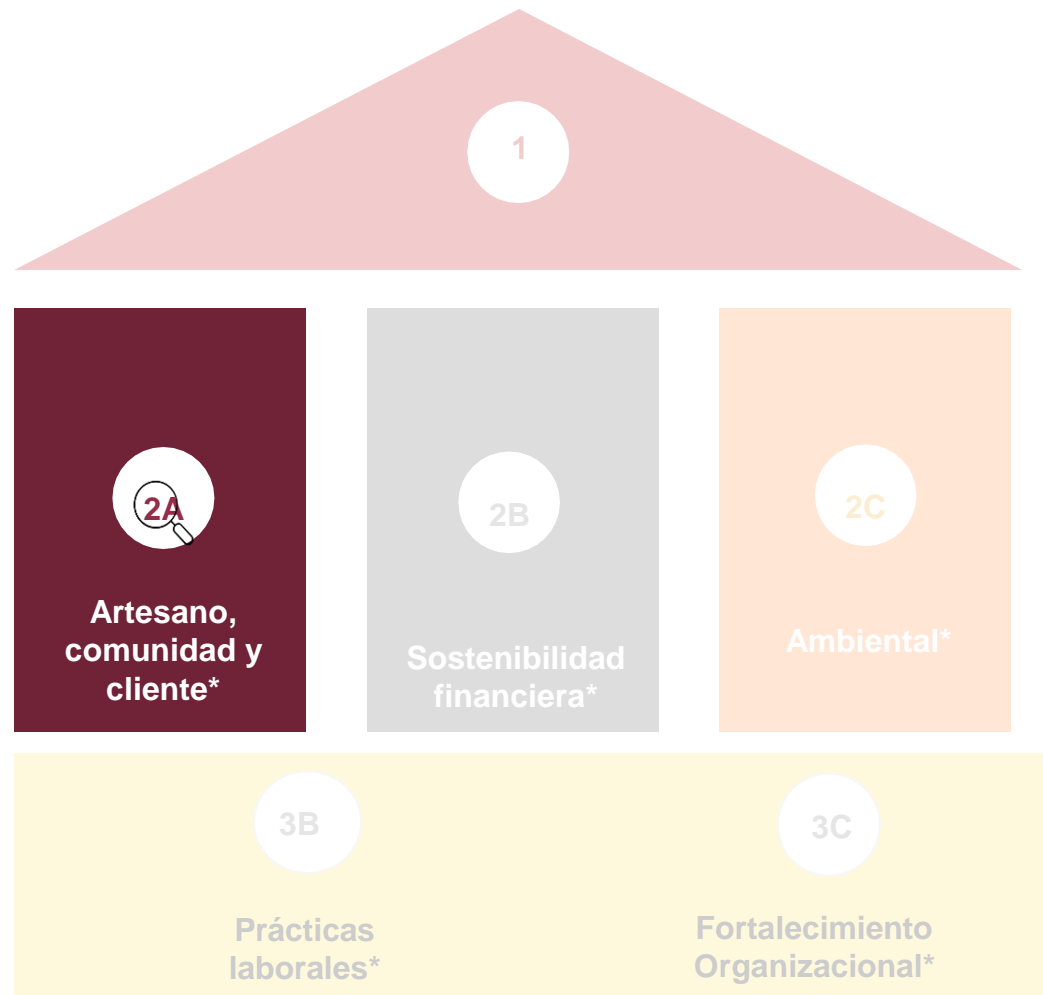 1
2A
2B
2C
Artesano,
comunidad y
cliente*
Sostenibilidad
financiera*
Ambiental*
3B
3C
Prácticas
laborales*
Fortalecimiento
Organizacional*